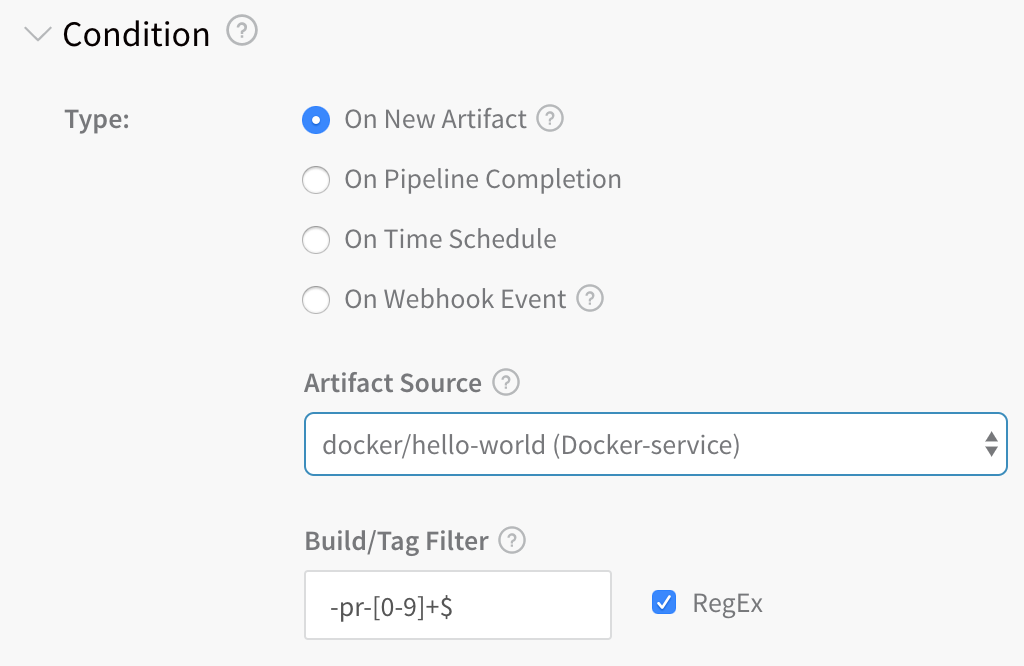 Condition ?
Type:
On New Artifact ?
On Pipeline Completion
On Time Schedule
On Webhook Event ?
Artifact Source ?
docker/hello-world (Docker-service)
Build/Tag Filter ?
-pr-[0-9]+$
RegEx